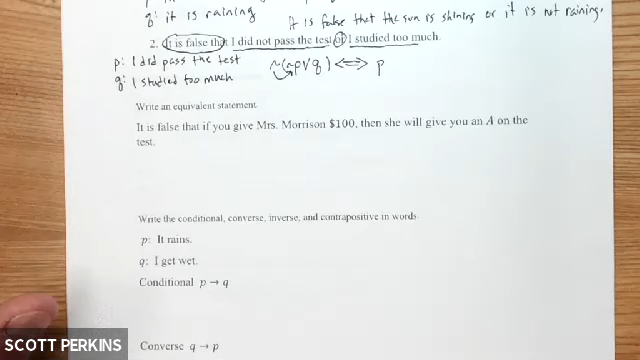 q: it is raining
It is false that the sun is shining or it is not raining.
2. It is false that I did not pass the test or I studied too much.
p: I did pass the test
~(~p∨q) ⟺ p
q: I studied too much
Write an equivalent statement.
It is false that if you give Mrs. Morrison $100, then she will give you an A on the
test.
Write the conditional, converse, inverse, and contrapositive in words.
p: It rains.
q: I get wet.
Conditional p → q
SCOTT PERKINS
Converse q → p